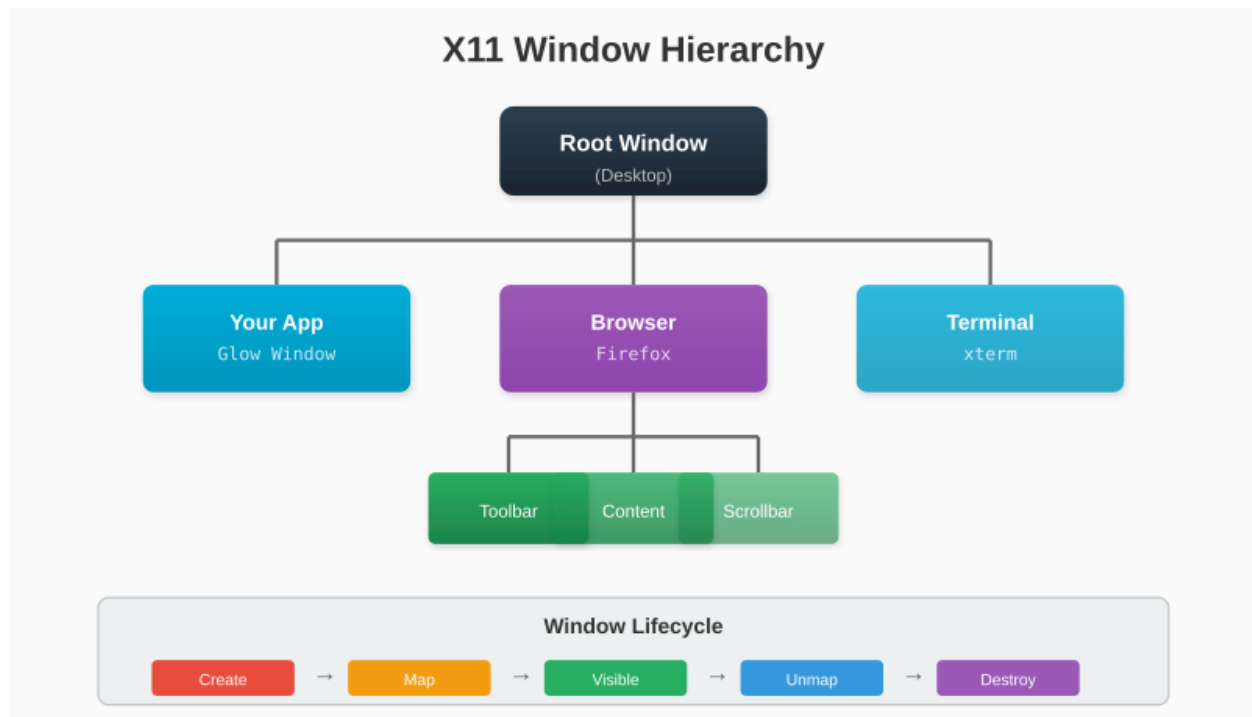 X11 Window Hierarchy
Root Window
(Desktop)
Your App
Glow Window
Browser
Firefox
Terminal
xterm
Toolbar
Content
Scrollbar
Window Lifecycle
Create → Map → Visible → Unmap → Destroy